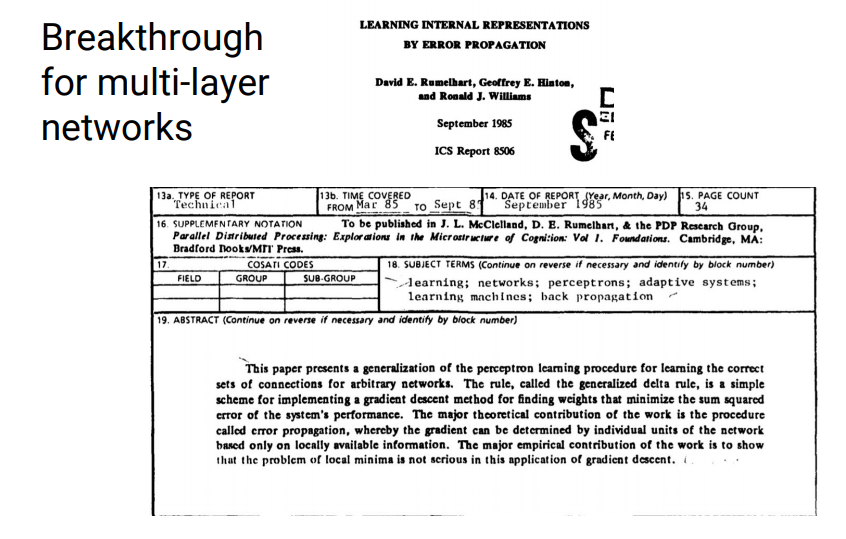 Breakthrough
for multi-layer
networks
LEARNING INTERNAL REPRESENTATIONS
BY ERROR PROPAGATION
David E. Rumelhart, Geoffrey E. Hinton,
and Ronald J. Williams
September 1985
ICS Report 8506
13a. TYPE OF REPORT
Technical
13b. TIME COVERED
FROM Mar 85 TO Sept 8
14. DATE OF REPORT (Year, Month, Day)
September 1985
15. PAGE COUNT
34
16. SUPPLEMENTARY NOTATION To be published in J. L. McClelland, D. E. Rumelhart, & the PDP Research Group,
Parallel Distributed Processing: Explorations in the Microstructure of Cognition: Vol 1. Foundations. Cambridge, MA:
Bradford Books/MIT Press.
17. COSATI CODES
FIELD GROUP SUB-GROUP
18. SUBJECT TERMS (Continue on reverse if necessary and identify by block number)
learning; networks; perceptrons; adaptive systems;
learning machines; back propagation
19. ABSTRACT (Continue on reverse if necessary and identify by block number)
This paper presents a generalization of the perceptron learning procedure for learning the correct
sets of connections for arbitrary networks. The rule, called the generalized delta rule, is a simple
scheme for implementing a gradient descent method for finding weights that minimize the sum squared
error of the system's performance. The major theoretical contribution of the work is the procedure
called error propagation, whereby the gradient can be determined by individual units of the network
based only on locally available information. The major empirical contribution of the work is to show
that the problem of local minima is not serious in this application of gradient descent.